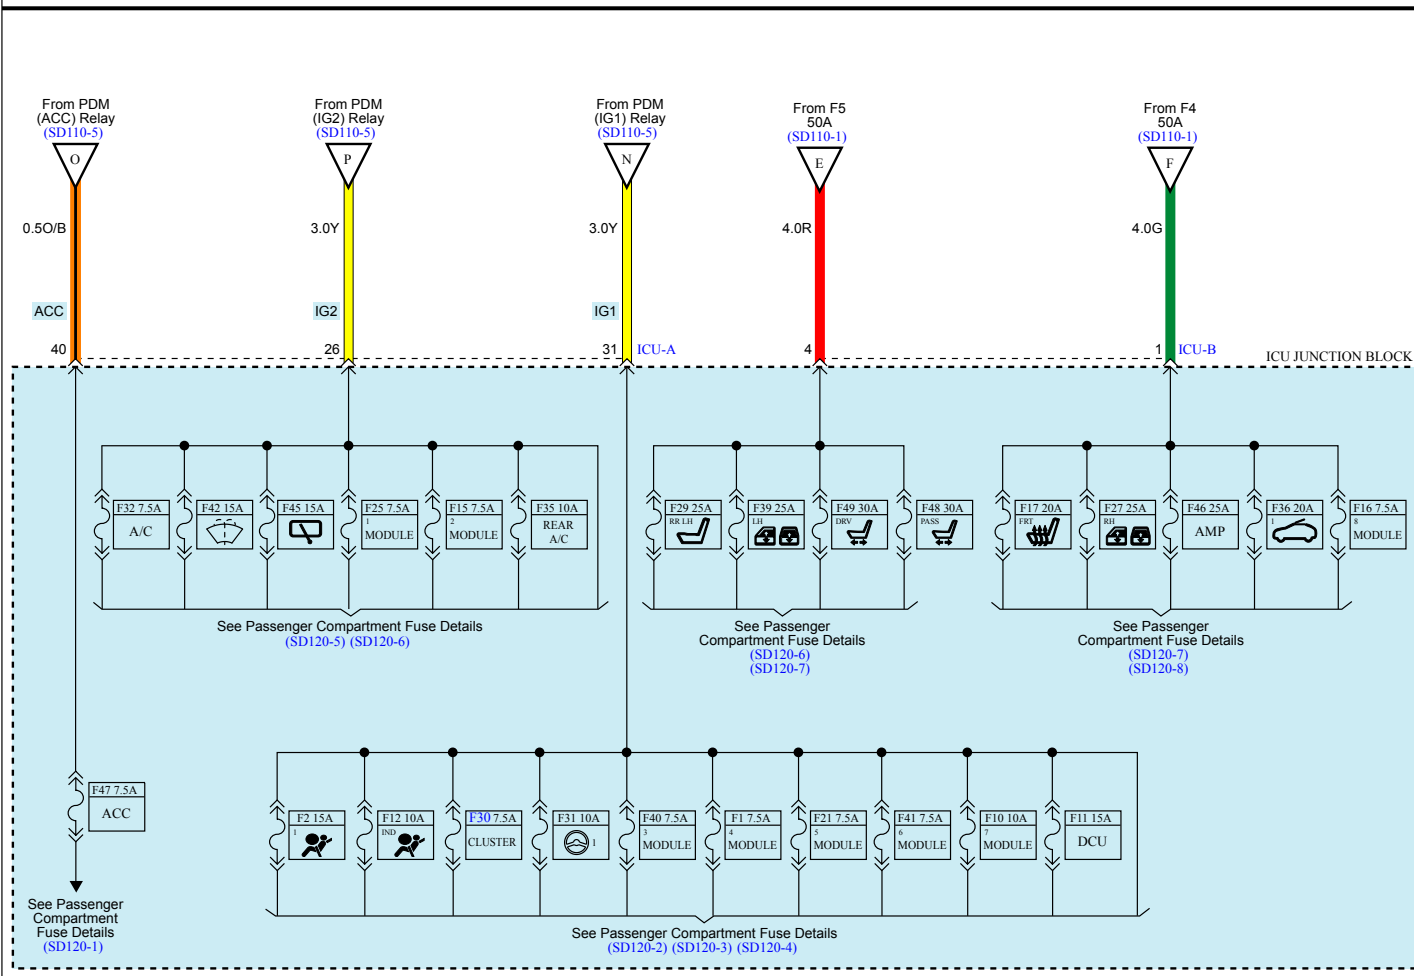 From PDM
(ACC) Relay
(SD110-5)
O
0.5O/B
ACC
40
From PDM
(IG2) Relay
(SD110-5)
P
3.0Y
IG2
26
From PDM
(IG1) Relay
(SD110-5)
N
3.0Y
IG1
31 ICU-A
From F5
50A
(SD110-1)
E
4.0R
4
From F4
50A
(SD110-1)
F
4.0G
1 ICU-B
ICU JUNCTION BLOCK
F32 7.5A
A/C
F42 15A
F45 15A
F25 7.5A
1
MODULE
F15 7.5A
2
MODULE
F35 10A
REAR
A/C
See Passenger Compartment Fuse Details
(SD120-5) (SD120-6)
F29 25A
RR LH
F39 25A
LH
F49 30A
DRV
F48 30A
PASS
See Passenger
Compartment Fuse Details
(SD120-6)
(SD120-7)
F17 20A
FRT
F27 25A
RH
F46 25A
AMP
F36 20A
1
F16 7.5A
8
MODULE
See Passenger
Compartment Fuse Details
(SD120-7)
(SD120-8)
F47 7.5A
ACC
See Passenger
Compartment
Fuse Details
(SD120-1)
F2 15A
1
F12 10A
IND
F30 7.5A
CLUSTER
F31 10A
1
F40 7.5A
3
MODULE
F1 7.5A
4
MODULE
F21 7.5A
5
MODULE
F41 7.5A
6
MODULE
F10 10A
7
MODULE
F11 15A
DCU
See Passenger Compartment Fuse Details
(SD120-2) (SD120-3) (SD120-4)